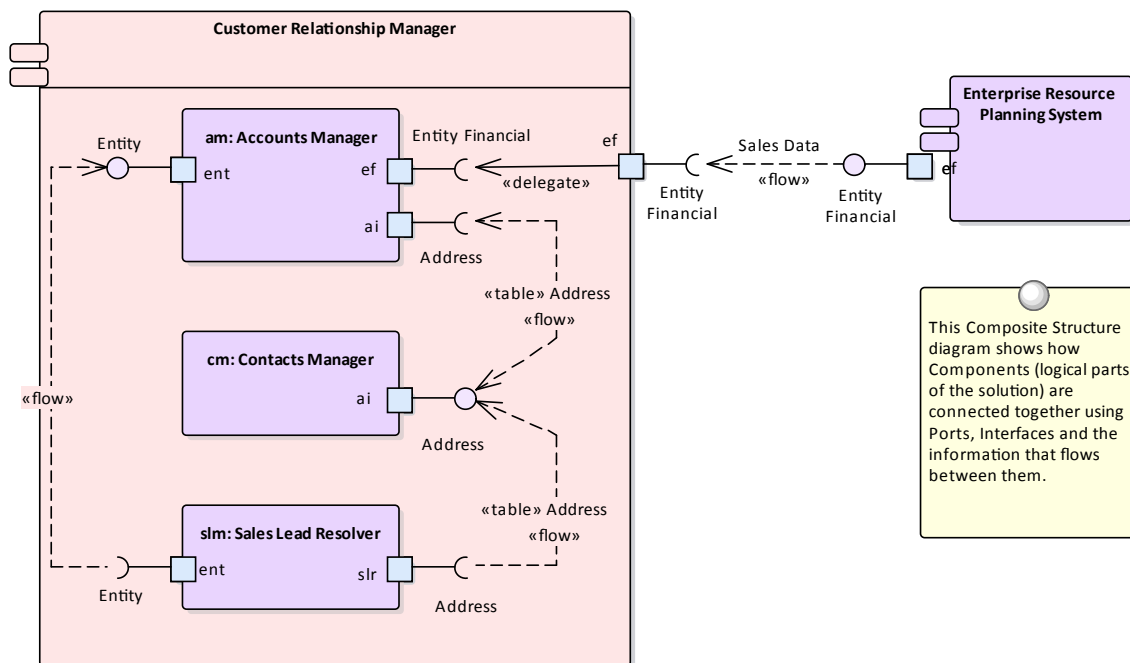 Customer Relationship Manager
Entity
am: Accounts Manager
ent
ef
ai
Entity Financial
«delegate»
Address
ef
Entity
Financial
Sales Data
«flow»
Entity
Financial
ef
Enterprise Resource
Planning System
«table» Address
«flow»
cm: Contacts Manager
ai
Address
«flow»
«table» Address
«flow»
slm: Sales Lead Resolver
ent
slr
Entity
Address
This Composite Structure
diagram shows how
Components (logical parts
of the solution) are
connected together using
Ports, Interfaces and the
information that flows
between them.